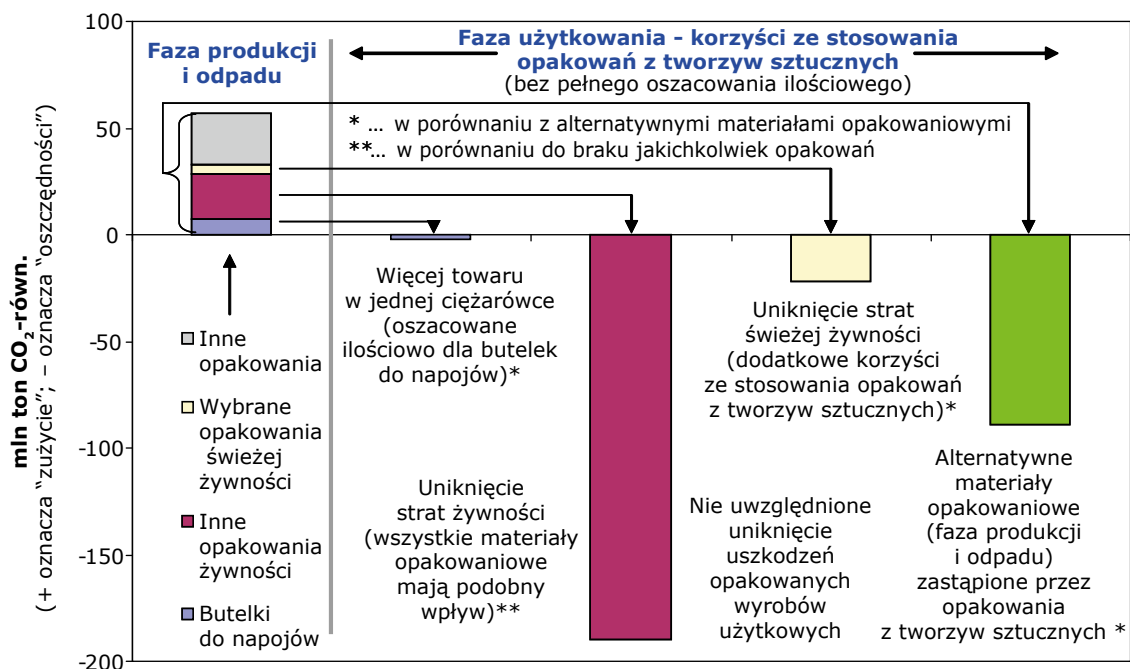 100
50
0
-50
-100
-150
-200
mln ton CO₂-równ.
(+ oznacza "zużycie"; – oznacza "oszczędności")
Faza produkcji
i odpadu
Faza użytkowania - korzyści ze stosowania
opakowań z tworzyw sztucznych
(bez pełnego oszacowania ilościowego)
* ... w porównaniu z alternatywnymi materiałami opakowaniowymi
**... w porównaniu do braku jakichkolwiek opakowań
Inne
opakowania
Wybrane
opakowania
świeżej
żywności
Inne
opakowania
żywności
Butelki
do napojów
Więcej towaru
w jednej ciężarówce
(oszacowane
ilościowo dla butelek
do napojów)*
Uniknięcie
strat żywności
(wszystkie materiały
opakowaniowe
mają podobny
wpływ)**
Uniknięcie strat
świeżej żywności
(dodatkowe korzyści
ze stosowania opakowań
z tworzyw sztucznych)*
Nie uwzględnione
uniknięcie
uszkodzeń
opakowanych
wyrobów
użytkowych
Alternatywne
materiały
opakowaniowe
(faza produkcji
i odpadu)
zastąpione przez
opakowania
z tworzyw sztucznych *